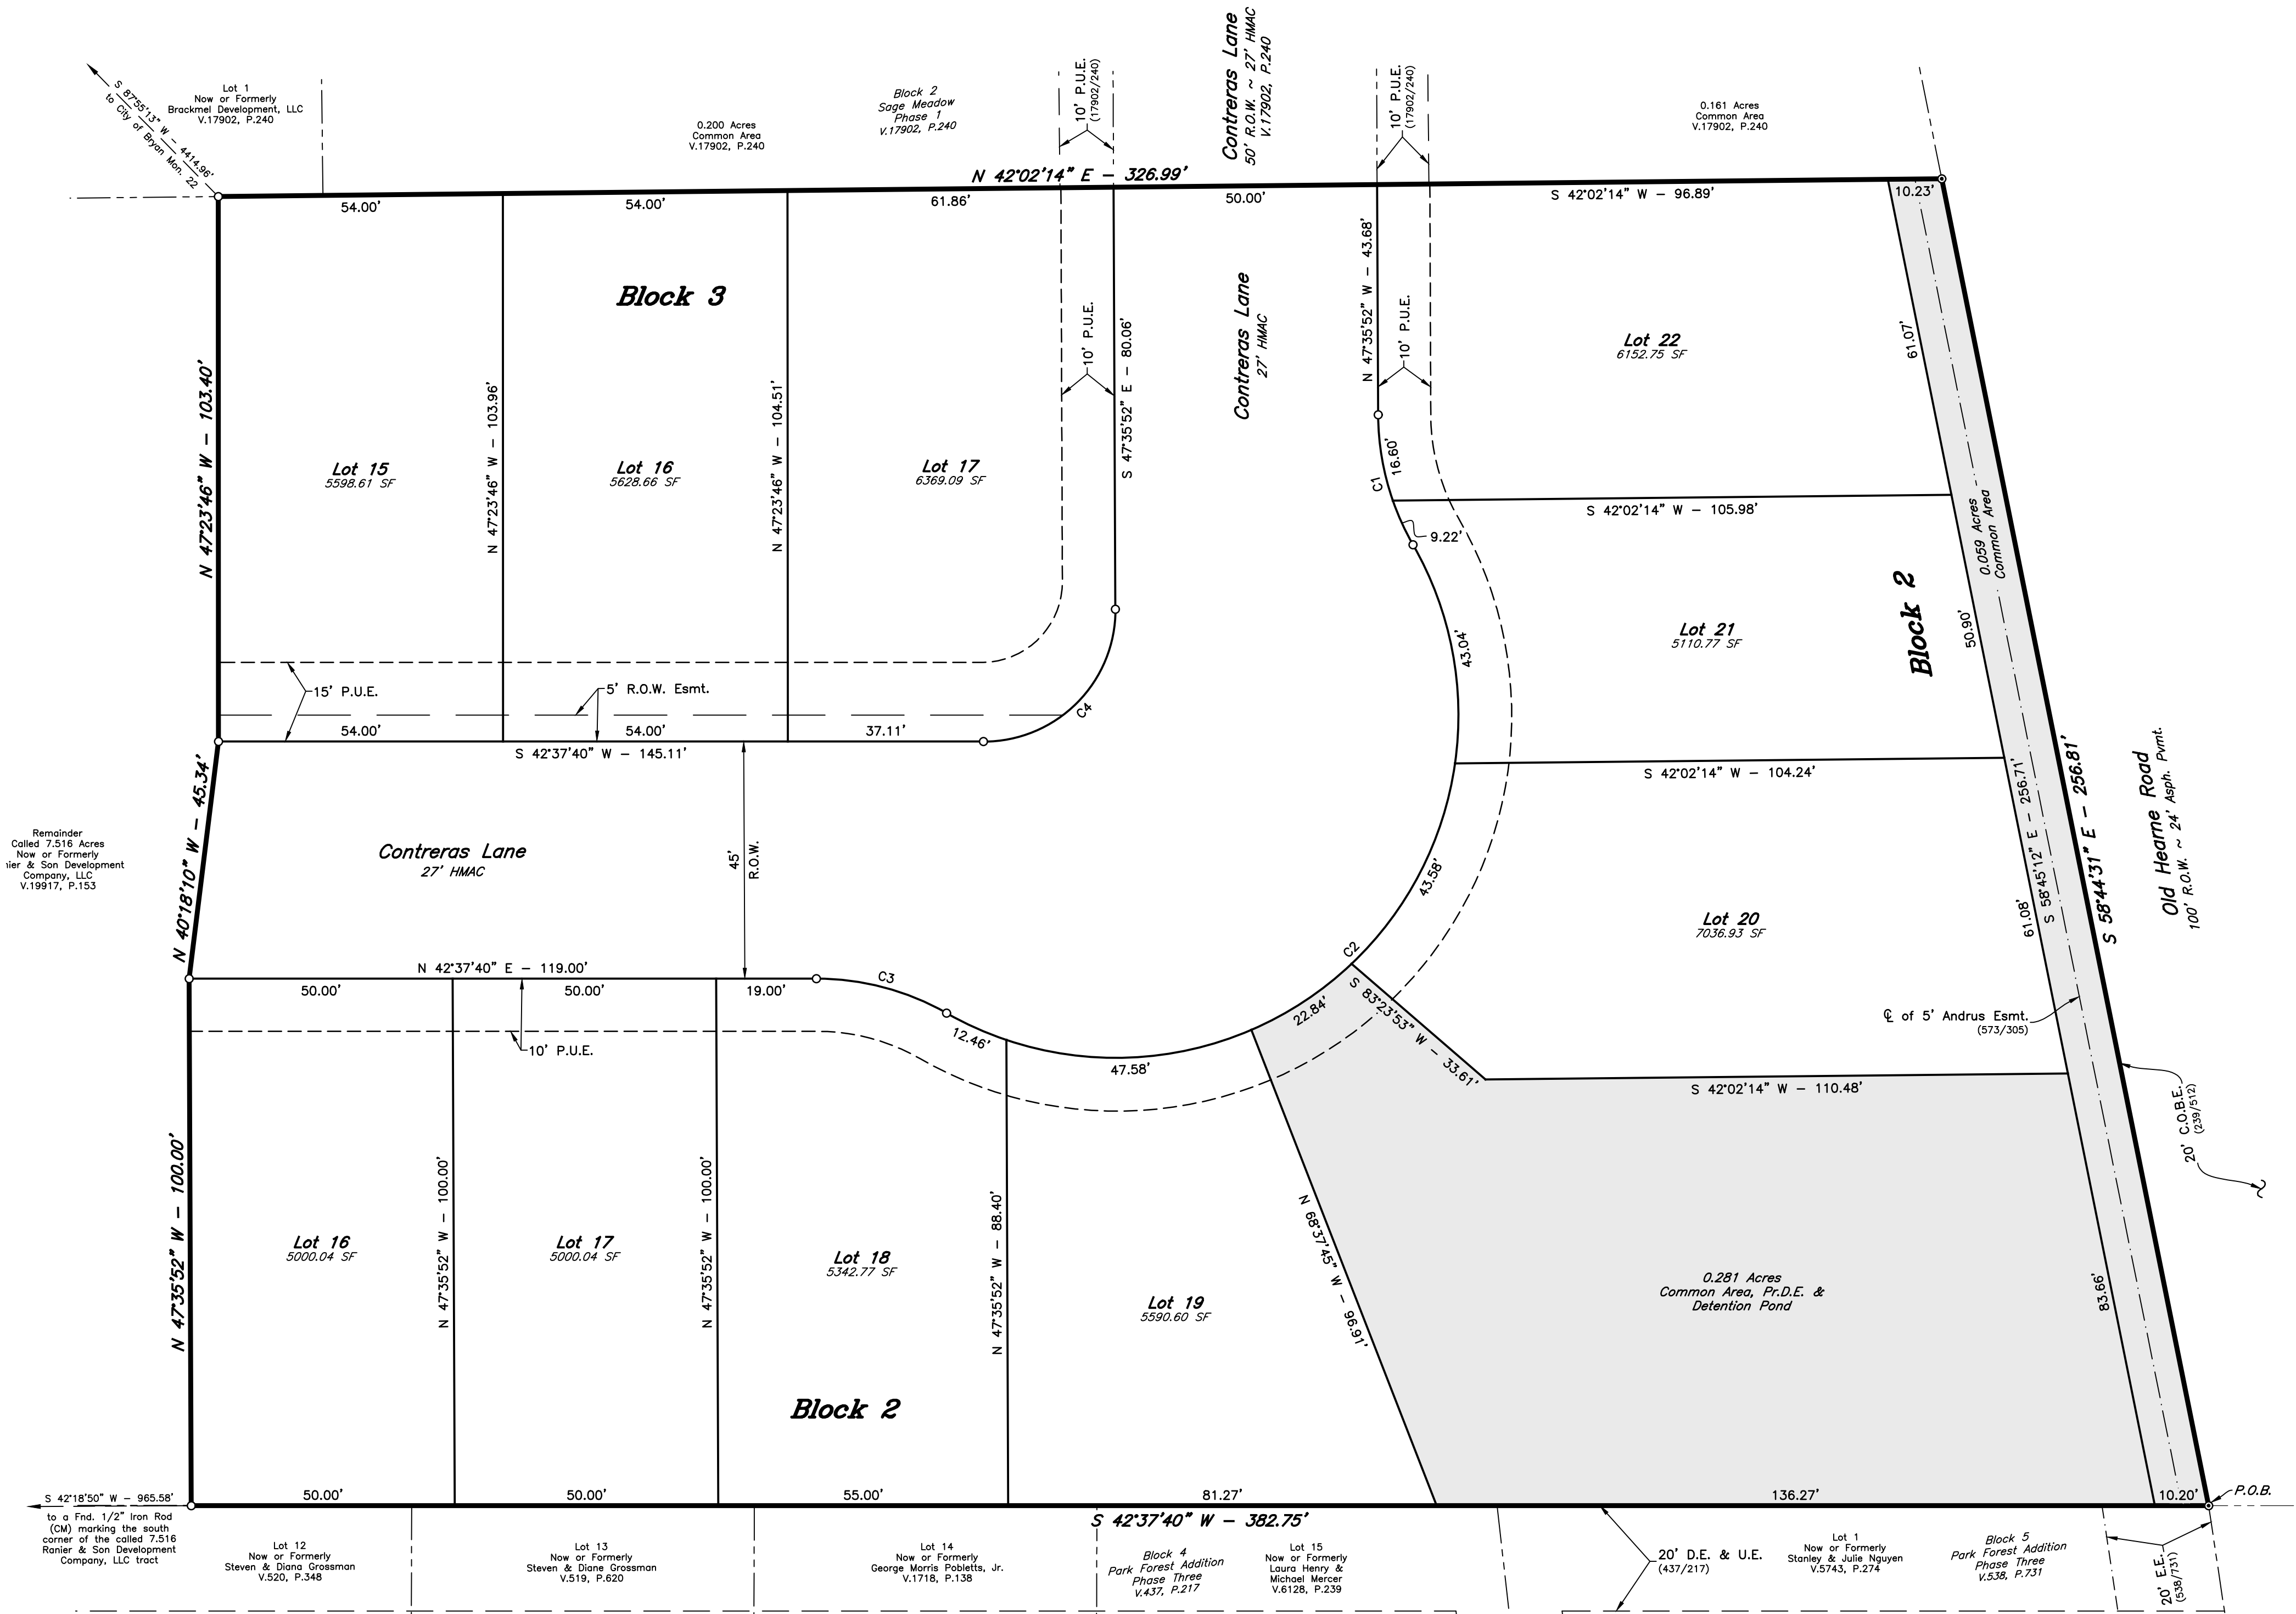 S 87°55'13" W – 4414.96'
to City of Bryan Mon. 22
Lot 1
Now or Formerly
Brackmel Development, LLC
V.17902, P.240
0.200 Acres
Common Area
V.17902, P.240
Block 2
Sage Meadow
Phase 1
V.17902, P.240
10' P.U.E.
(17902/240)
Contreras Lane
50' R.O.W. ~ 27' HMAC
V.17902, P.240
10' P.U.E.
(17902/240)
0.161 Acres
Common Area
V.17902, P.240
N 42°02'14" E – 326.99'
54.00'
54.00'
61.86'
50.00'
S 42°02'14" W – 96.89'
10.23'
Block 3
N 47°23'46" W – 103.40'
Lot 15
5598.61 SF
N 47°23'46" W – 103.96'
Lot 16
5628.66 SF
N 47°23'46" W – 104.51'
Lot 17
6369.09 SF
10' P.U.E.
S 47°35'52" E – 80.06'
Contreras Lane
27' HMAC
N 47°35'52" W – 43.68'
10' P.U.E.
Lot 22
6152.75 SF
61.07'
16.60'
C1
S 42°02'14" W – 105.98'
9.22'
0.059 Acres
Common Area
Block 2
Lot 21
5110.77 SF
50.90'
43.04'
15' P.U.E.
5' R.O.W. Esmt.
C4
54.00'
54.00'
37.11'
S 42°37'40" W – 145.11'
S 42°02'14" W – 104.24'
N 40°18'10" W – 45.34'
Remainder
Called 7.516 Acres
Now or Formerly
nier & Son Development
Company, LLC
V.19917, P.153
Contreras Lane
27' HMAC
45'
R.O.W.
43.58'
Lot 20
7036.93 SF
61.08'
S 58°45'12" E – 256.71'
S 58°44'31" E – 256.81'
Old Hearne Road
100' R.O.W. ~ 24' Asph. Pvmt.
N 42°37'40" E – 119.00'
50.00'
50.00'
19.00'
C3
C2
12.46'
47.58'
22.84'
S 83°23'53" W – 33.61'
℄ of 5' Andrus Esmt.
(573/305)
10' P.U.E.
S 42°02'14" W – 110.48'
20' C.O.B.E.
(239/512)
N 47°35'52" W – 100.00'
Lot 16
5000.04 SF
N 47°35'52" W – 100.00'
Lot 17
5000.04 SF
N 47°35'52" W – 100.00'
Lot 18
5342.77 SF
N 47°35'52" W – 88.40'
Lot 19
5590.60 SF
N 68°37'45" W – 96.91'
0.281 Acres
Common Area, Pr.D.E. &
Detention Pond
83.66'
Block 2
S 42°18'50" W – 965.58'
to a Fnd. 1/2" Iron Rod
(CM) marking the south
corner of the called 7.516
Ranier & Son Development
Company, LLC tract
50.00'
50.00'
55.00'
81.27'
136.27'
10.20'
P.O.B.
S 42°37'40" W – 382.75'
Lot 12
Now or Formerly
Steven & Diana Grossman
V.520, P.348
Lot 13
Now or Formerly
Steven & Diane Grossman
V.519, P.620
Lot 14
Now or Formerly
George Morris Pobletts, Jr.
V.1718, P.138
Block 4
Park Forest Addition
Phase Three
V.437, P.217
Lot 15
Now or Formerly
Laura Henry &
Michael Mercer
V.6128, P.239
20' D.E. & U.E.
(437/217)
Lot 1
Now or Formerly
Stanley & Julie Nguyen
V.5743, P.274
Block 5
Park Forest Addition
Phase Three
V.538, P.731
20' E.E.
(538/731)